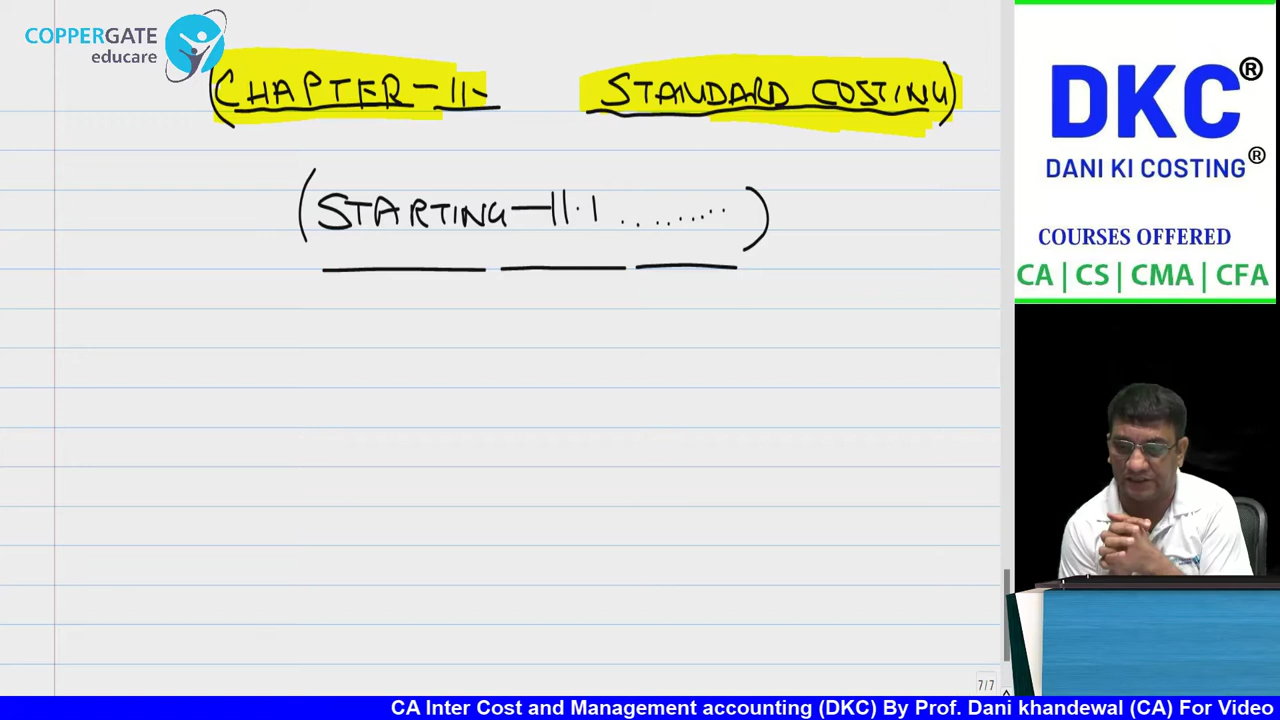 COPPERGATE
educare
(CHAPTER-11- STANDARD COSTING)
(STARTING-11.1 .........)
DKC®
DANI KI COSTING®
COURSES OFFERED
CA | CS | CMA | CFA
7/7
CA Inter Cost and Management accounting (DKC) By Prof. Dani khandewal (CA) For Video